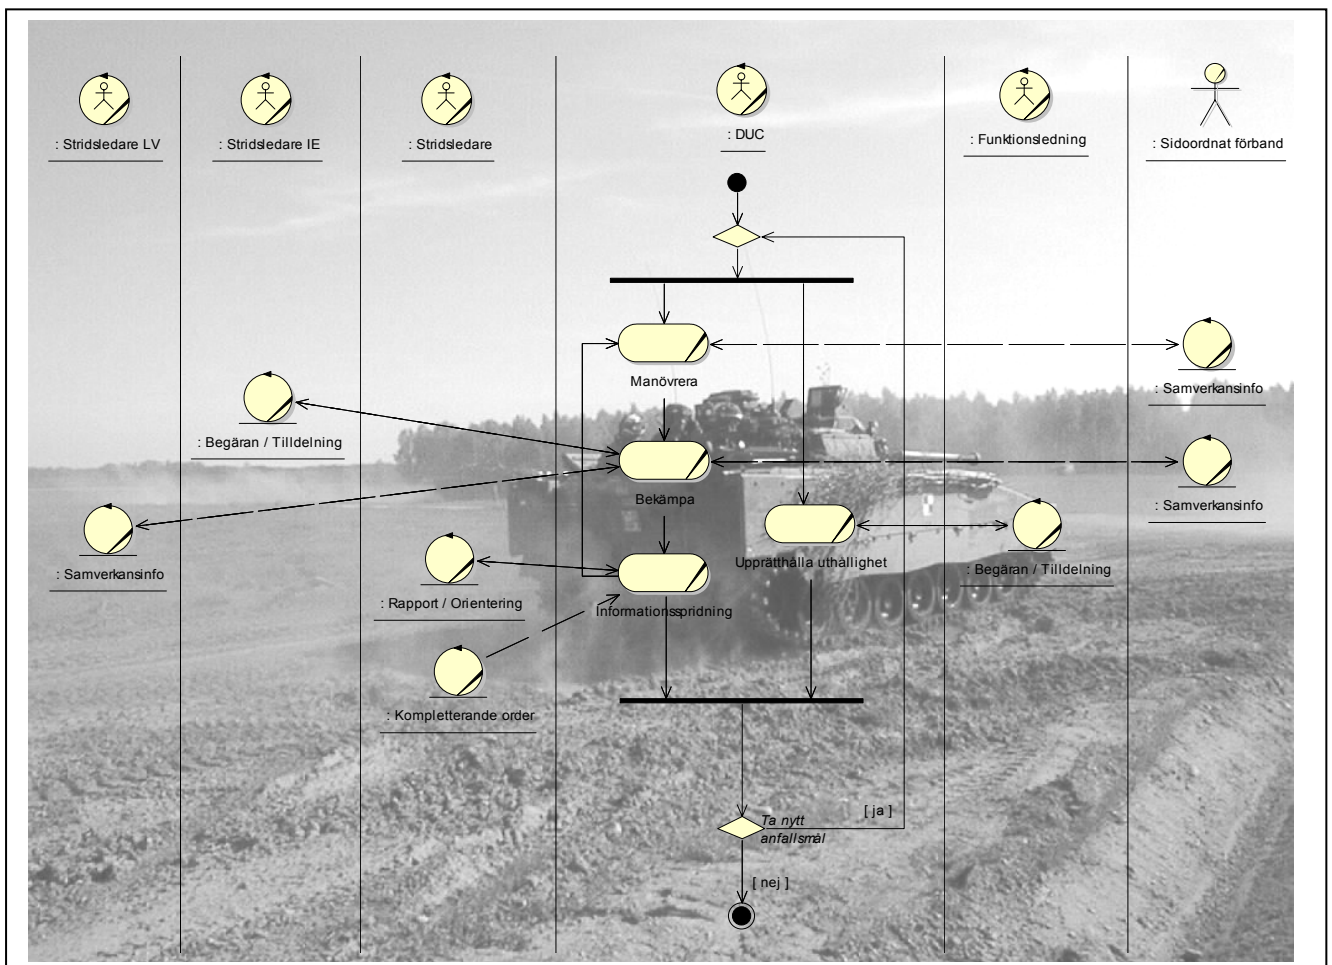 : Stridsledare LV
: Stridsledare IE
: Stridsledare
: DUC
: Funktionsledning
: Sidoordnat förband
Manövrera
: Samverkansinfo
: Begäran / Tilldelning
Bekämpa
: Samverkansinfo
: Samverkansinfo
Upprätthålla uthållighet
: Begäran / Tilldelning
: Rapport / Orientering
Informationsspridning
: Kompletterande order
[ ja ]
Ta nytt
anfallsmål
[ nej ]